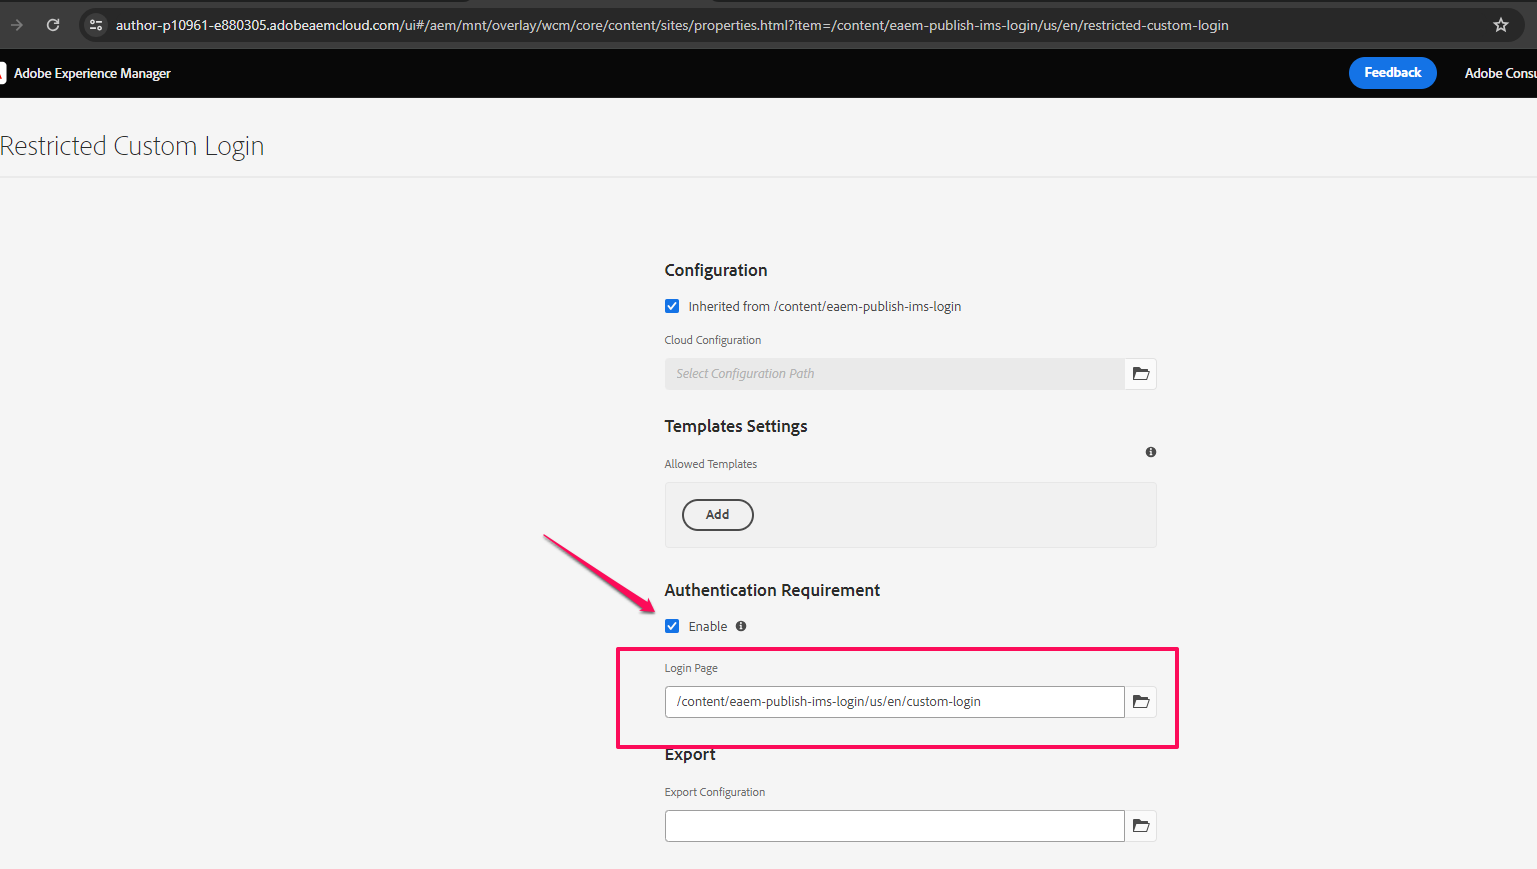 author-p10961-e880305.adobeaemcloud.com/ui#/aem/mnt/overlay/wcm/core/content/sites/properties.html?item=/content/eaem-publish-ims-login/us/en/restricted-custom-login
Adobe Experience Manager
Feedback
Adobe Consu
Restricted Custom Login
Configuration
Inherited from /content/eaem-publish-ims-login
Cloud Configuration
Select Configuration Path
Templates Settings
Allowed Templates
Add
Authentication Requirement
Enable
Login Page
/content/eaem-publish-ims-login/us/en/custom-login
Export
Export Configuration